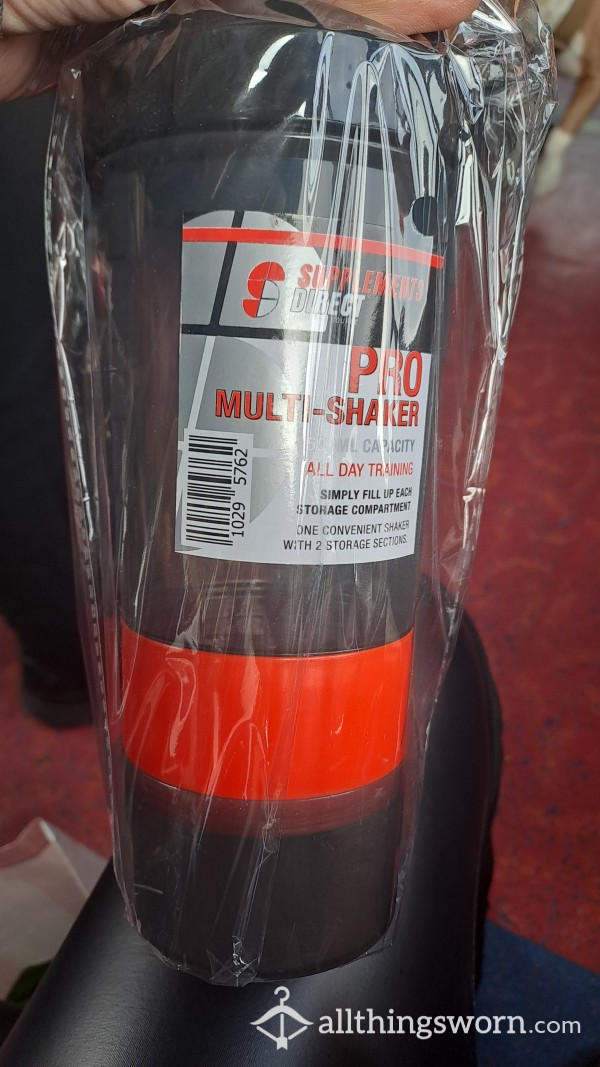 SUPPLEMENTS
DIRECT
PRO
MULTI-SHAKER
ML CAPACITY
ALL DAY TRAINING
SIMPLY FILL UP EACH
STORAGE COMPARTMENT
ONE CONVENIENT SHAKER
WITH 2 STORAGE SECTIONS.
1029 5762
allthingsworn.com